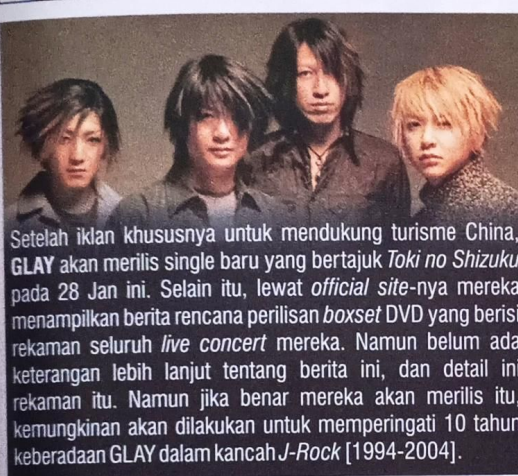 Setelah iklan khususnya untuk mendukung turisme China,
GLAY akan merilis single baru yang bertajuk Toki no Shizuku
pada 28 Jan ini. Selain itu, lewat official site-nya mereka
menampilkan berita rencana perilisan boxset DVD yang berisi
rekaman seluruh live concert mereka. Namun belum ada
keterangan lebih lanjut tentang berita ini, dan detail ini
rekaman itu. Namun jika benar mereka akan merilis itu,
kemungkinan akan dilakukan untuk memperingati 10 tahun
keberadaan GLAY dalam kancah J-Rock [1994-2004].